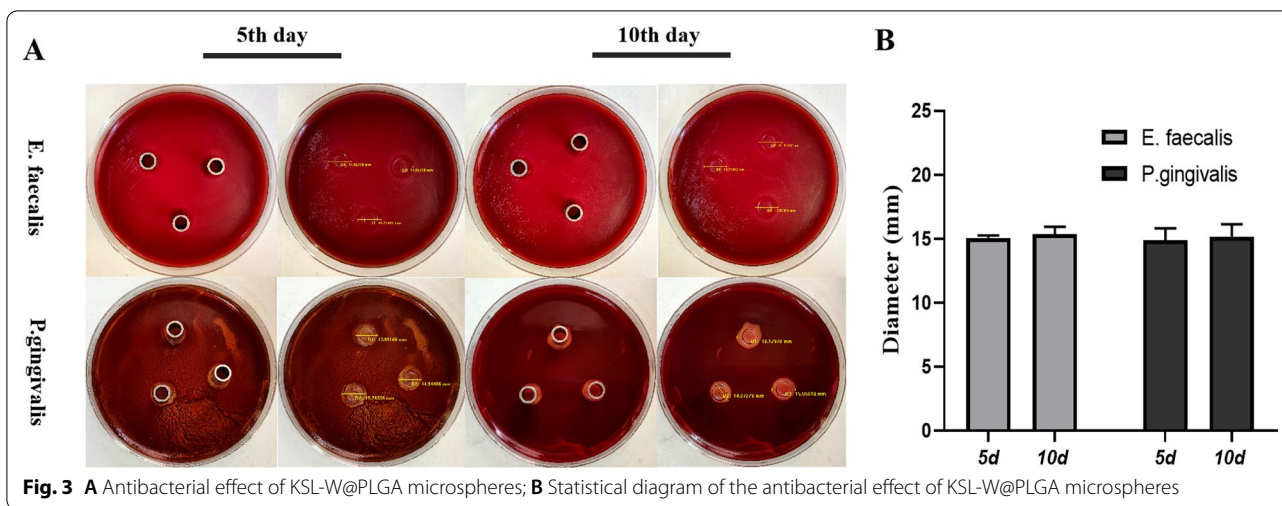 A
5th day
10th day
E. faecalis
P.gingivalis
B
25
20
15
10
5
0
Diameter (mm)
E. faecalis
P.gingivalis
5d 10d 5d 10d
Fig. 3 A Antibacterial effect of KSL-W@PLGA microspheres; B Statistical diagram of the antibacterial effect of KSL-W@PLGA microspheres